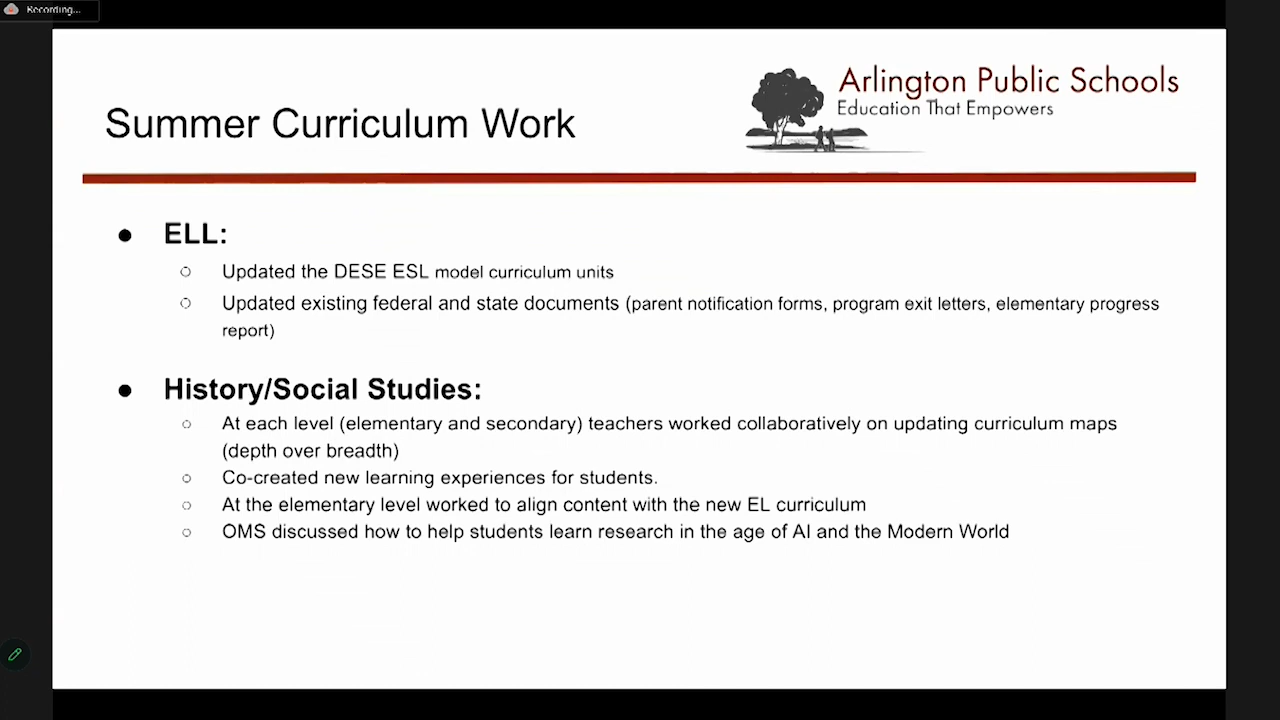 Recording...
Arlington Public Schools
Education That Empowers
Summer Curriculum Work
● ELL:
○ Updated the DESE ESL model curriculum units
○ Updated existing federal and state documents (parent notification forms, program exit letters, elementary progress
report)
● History/Social Studies:
○ At each level (elementary and secondary) teachers worked collaboratively on updating curriculum maps
(depth over breadth)
○ Co-created new learning experiences for students.
○ At the elementary level worked to align content with the new EL curriculum
○ OMS discussed how to help students learn research in the age of AI and the Modern World